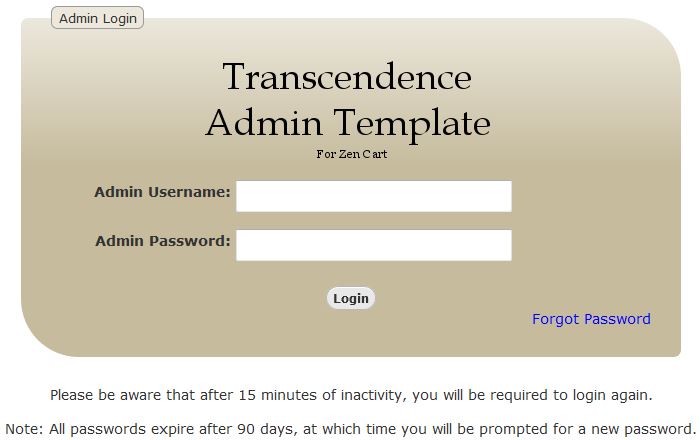 Admin Login
Transcendence
Admin Template
For Zen Cart
Admin Username:
Admin Password:
Login
Forgot Password
Please be aware that after 15 minutes of inactivity, you will be required to login again.
Note: All passwords expire after 90 days, at which time you will be prompted for a new password.